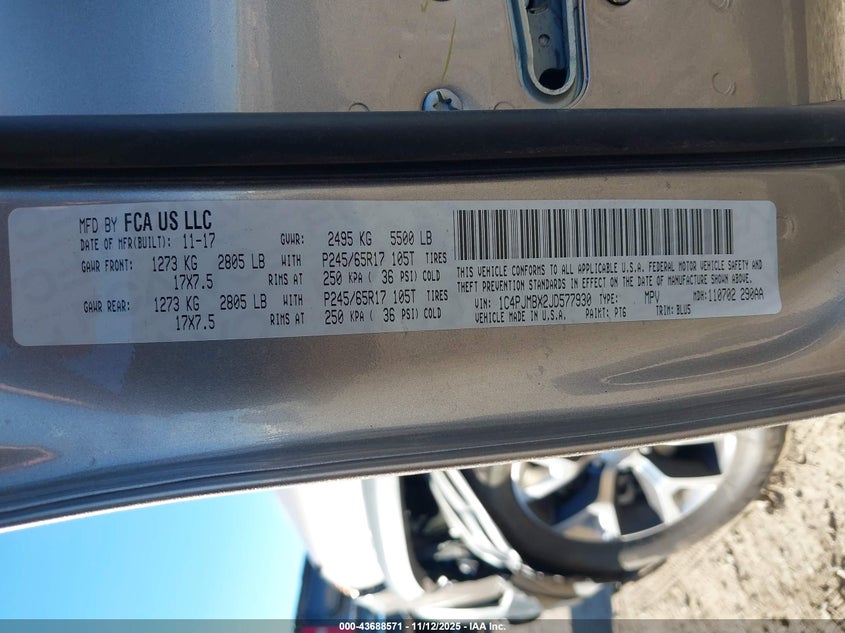 MFD BY FCA US LLC
DATE OF MFR(BUILT): 11-17 GVWR: 2495 KG 5500 LB
GAWR FRONT: 1273 KG 2805 LB WITH P245/65R17 105T TIRES
17X7.5 RIMS AT 250 KPA ( 36 PSI) COLD
GAWR REAR: 1273 KG 2805 LB WITH P245/65R17 105T TIRES
17X7.5 RIMS AT 250 KPA ( 36 PSI) COLD
THIS VEHICLE CONFORMS TO ALL APPLICABLE U.S.A. FEDERAL MOTOR VEHICLE SAFETY, BUMPER, AND
THEFT PREVENTION STANDARDS IN EFFECT ON THE DATE OF MANUFACTURE SHOWN ABOVE.
VIN: 1C4PJMBX2JD577930 TYPE: MPV MDH: 110702 290AA
VEHICLE MADE IN U.S.A. PAINT: PTG TRIM: BLU5
000-43688571 - 11/12/2025 - © IAA Inc.